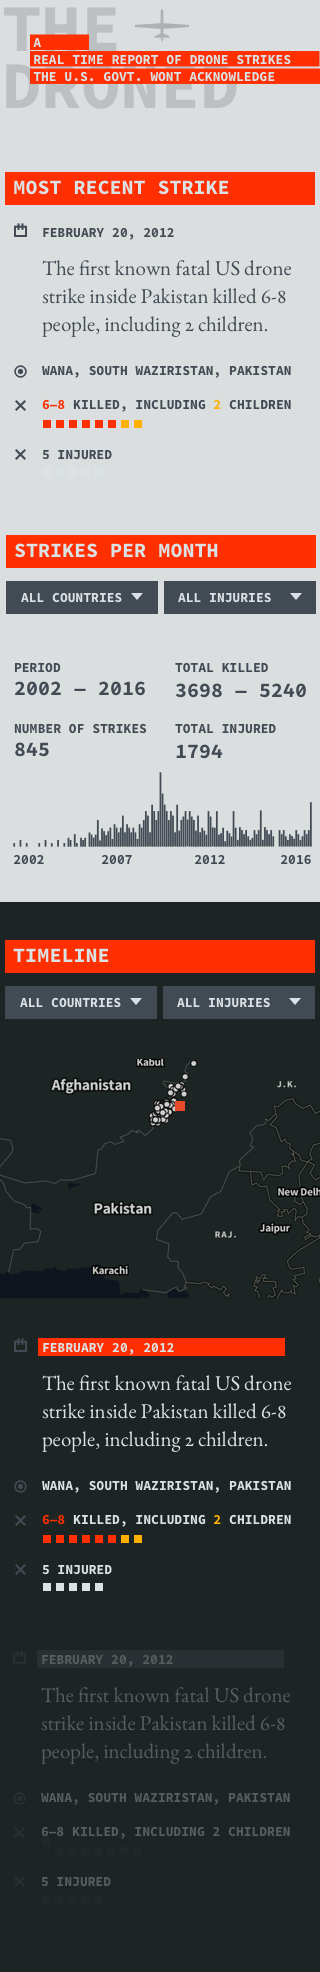 THE
DRONED
A
REAL TIME REPORT OF DRONE STRIKES
THE U.S. GOVT. WONT ACKNOWLEDGE
MOST RECENT STRIKE
FEBRUARY 20, 2012
The first known fatal US drone
strike inside Pakistan killed 6-8
people, including 2 children.
WANA, SOUTH WAZIRISTAN, PAKISTAN
6–8 KILLED, INCLUDING 2 CHILDREN
5 INJURED
STRIKES PER MONTH
ALL COUNTRIES ALL INJURIES
PERIOD TOTAL KILLED
2002 – 2016 3698 – 5240
NUMBER OF STRIKES TOTAL INJURED
845 1794
2002 2007 2012 2016
TIMELINE
ALL COUNTRIES ALL INJURIES
Kabul
Afghanistan J.K.
New Delh
Pakistan
Jaipur
RAJ.
Karachi
FEBRUARY 20, 2012
The first known fatal US drone
strike inside Pakistan killed 6-8
people, including 2 children.
WANA, SOUTH WAZIRISTAN, PAKISTAN
6–8 KILLED, INCLUDING 2 CHILDREN
5 INJURED
FEBRUARY 20, 2012
The first known fatal US drone
strike inside Pakistan killed 6-8
people, including 2 children.
WANA, SOUTH WAZIRISTAN, PAKISTAN
6–8 KILLED, INCLUDING 2 CHILDREN
5 INJURED